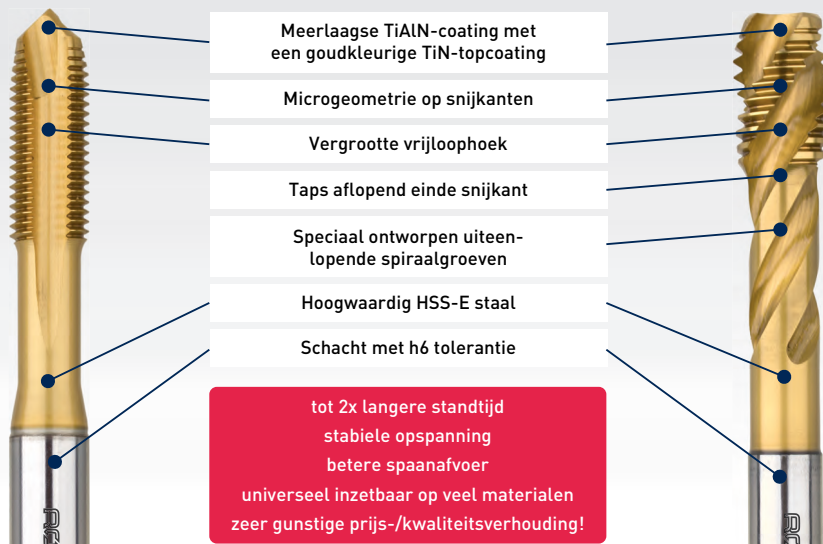 Meerlaagse TiAlN-coating met
een goudkleurige TiN-topcoating
Microgeometrie op snijkanten
Vergrootte vrijloophoek
Taps aflopend einde snijkant
Speciaal ontworpen uiteen-
lopende spiraalgroeven
Hoogwaardig HSS-E staal
Schacht met h6 tolerantie
tot 2x langere standtijd
stabiele opspanning
betere spaanafvoer
universeel inzetbaar op veel materialen
zeer gunstige prijs-/kwaliteitsverhouding!